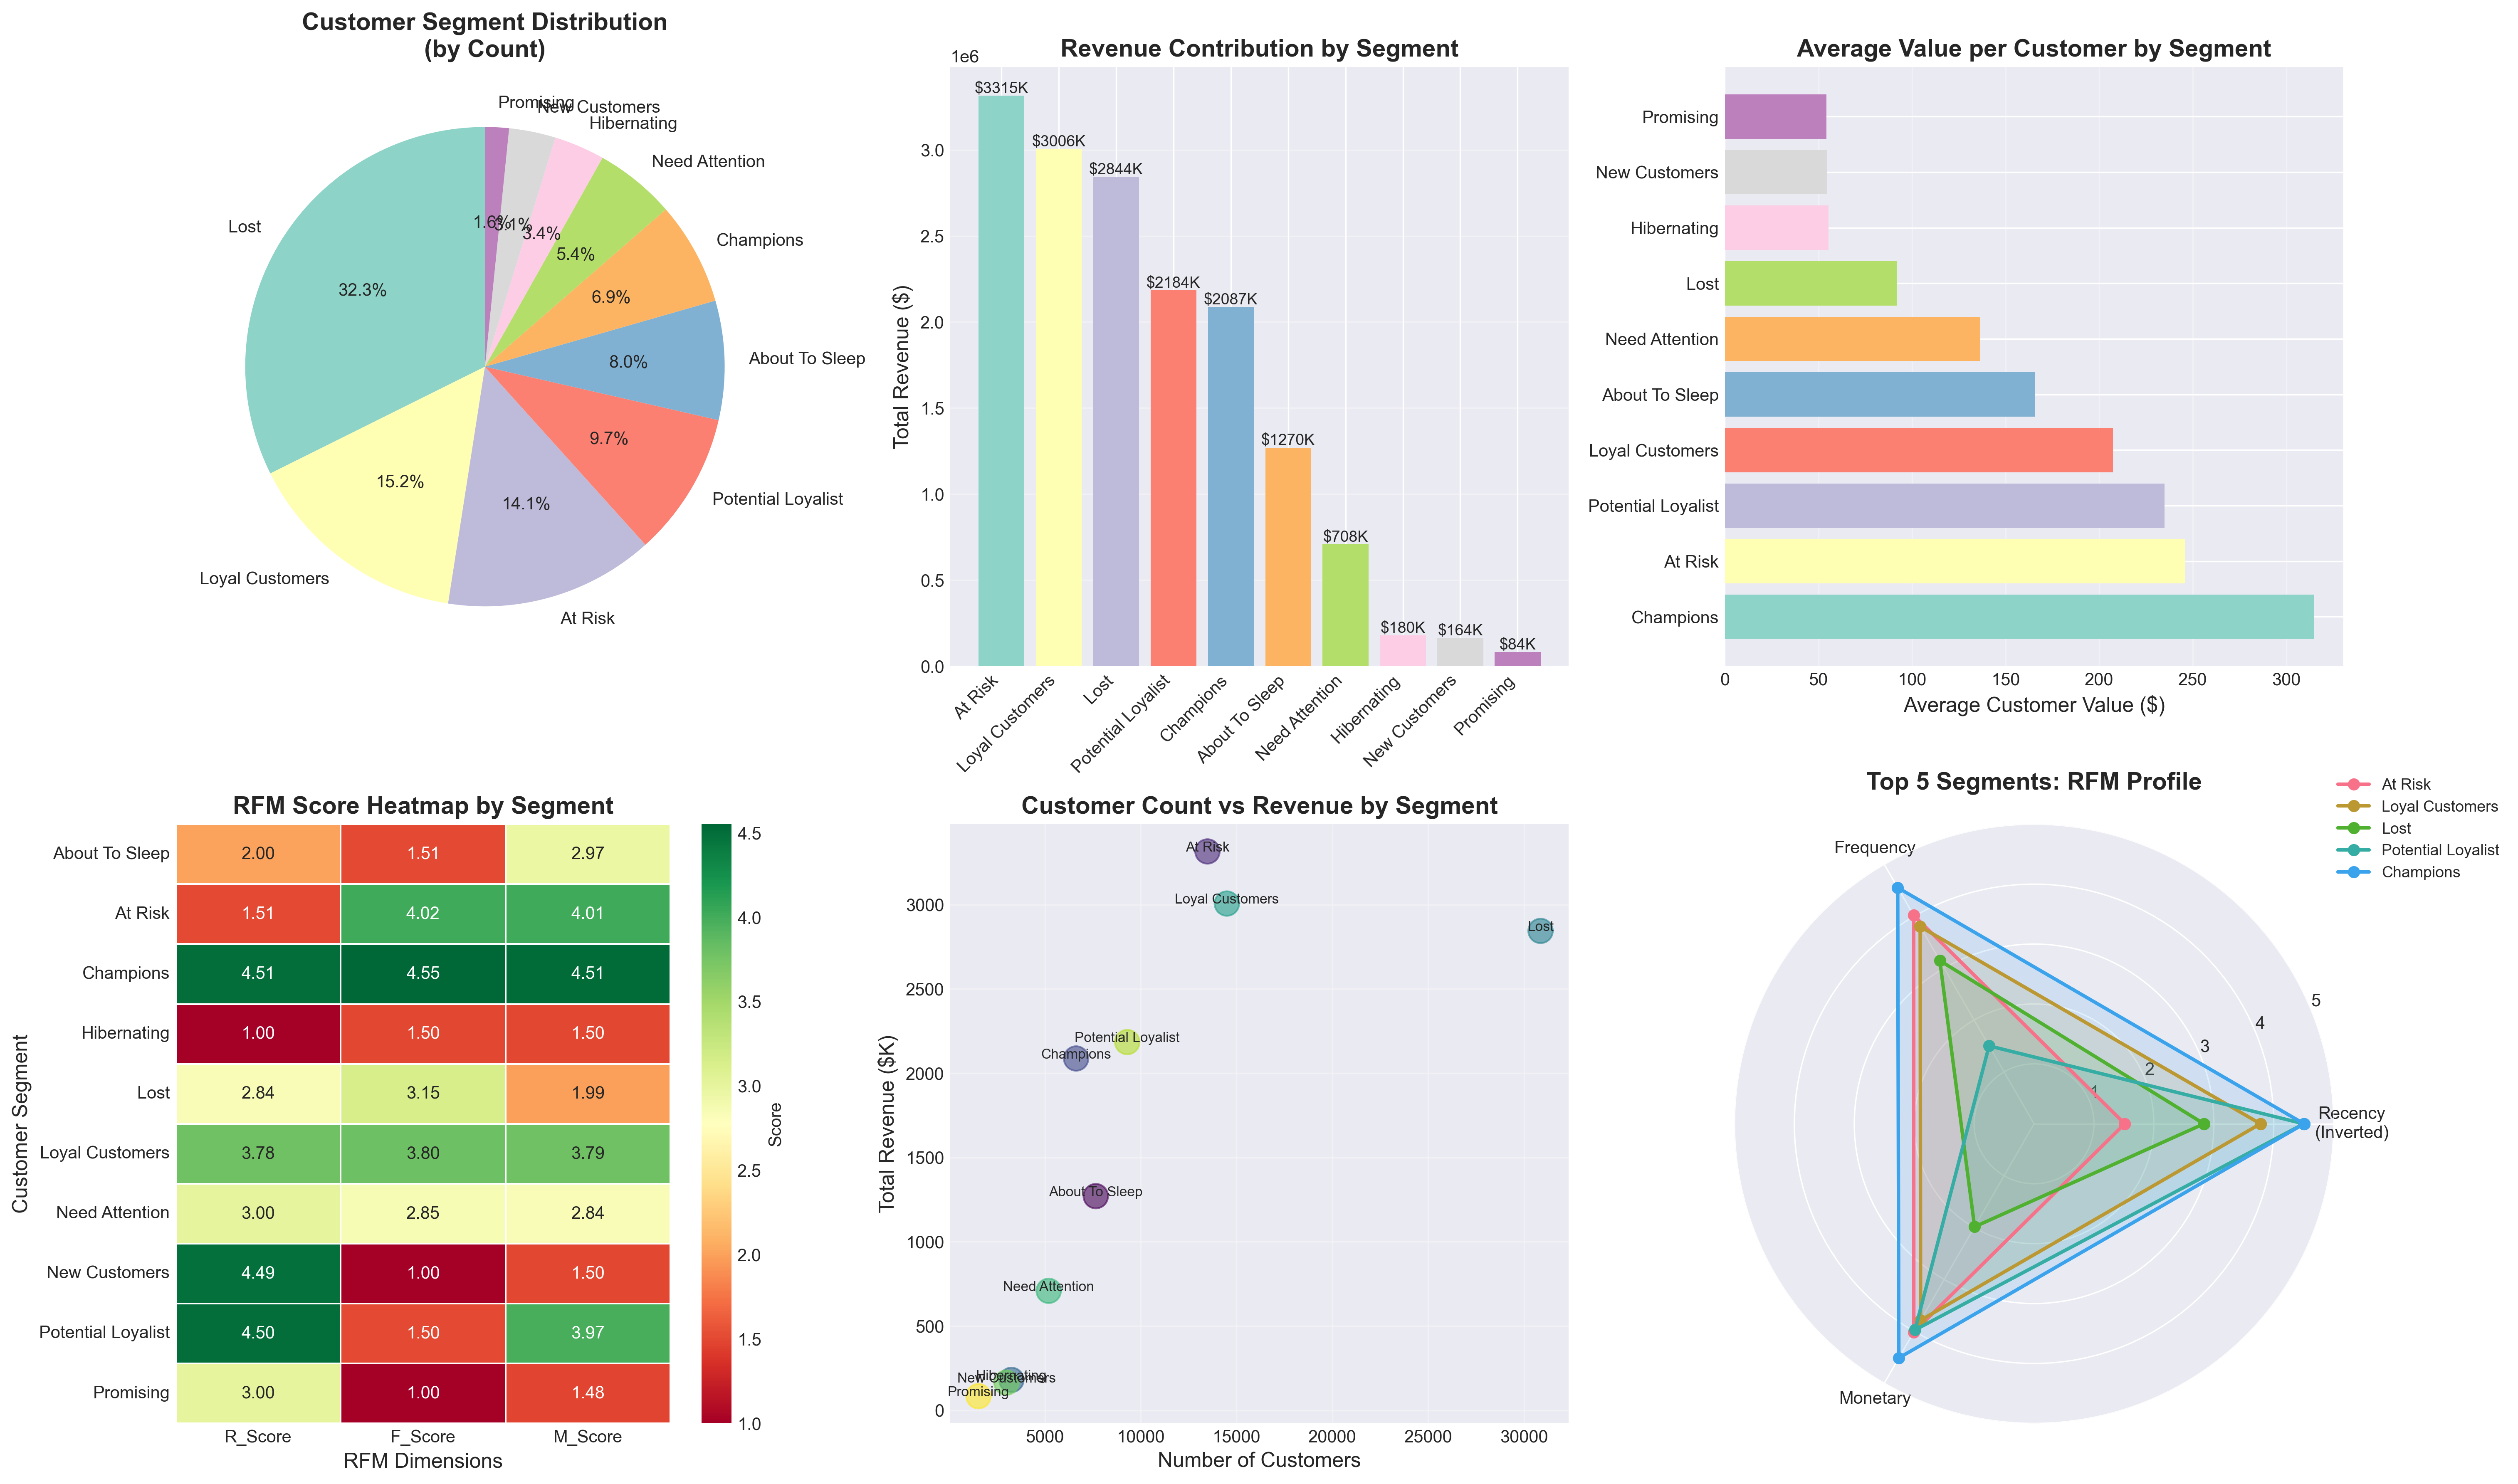 Customer Segment Distribution
(by Count)
Promising
New Customers
Hibernating
Need Attention
Champions
About To Sleep
Potential Loyalist
At Risk
Loyal Customers
Lost
1.6%
3.1%
3.4%
5.4%
6.9%
8.0%
9.7%
14.1%
15.2%
32.3%
Revenue Contribution by Segment
1e6
Total Revenue ($)
3.0
2.5
2.0
1.5
1.0
0.5
0.0
$3315K
$3006K
$2844K
$2184K
$2087K
$1270K
$708K
$180K
$164K
$84K
At Risk
Loyal Customers
Lost
Potential Loyalist
Champions
About To Sleep
Need Attention
Hibernating
New Customers
Promising
Average Value per Customer by Segment
Promising
New Customers
Hibernating
Lost
Need Attention
About To Sleep
Loyal Customers
Potential Loyalist
At Risk
Champions
0 50 100 150 200 250 300
Average Customer Value ($)
RFM Score Heatmap by Segment
Customer Segment
About To Sleep 2.00 1.51 2.97
At Risk 1.51 4.02 4.01
Champions 4.51 4.55 4.51
Hibernating 1.00 1.50 1.50
Lost 2.84 3.15 1.99
Loyal Customers 3.78 3.80 3.79
Need Attention 3.00 2.85 2.84
New Customers 4.49 1.00 1.50
Potential Loyalist 4.50 1.50 3.97
Promising 3.00 1.00 1.48
R_Score F_Score M_Score
RFM Dimensions
4.5
4.0
3.5
3.0
2.5
2.0
1.5
1.0
Score
Customer Count vs Revenue by Segment
Total Revenue ($K)
3000
2500
2000
1500
1000
500
0
At Risk
Loyal Customers
Lost
Potential Loyalist
Champions
About To Sleep
Need Attention
Hibernating
New Customers
Promising
5000 10000 15000 20000 25000 30000
Number of Customers
Top 5 Segments: RFM Profile
At Risk
Loyal Customers
Lost
Potential Loyalist
Champions
Frequency
5
4
3
2
1
Recency
(Inverted)
Monetary